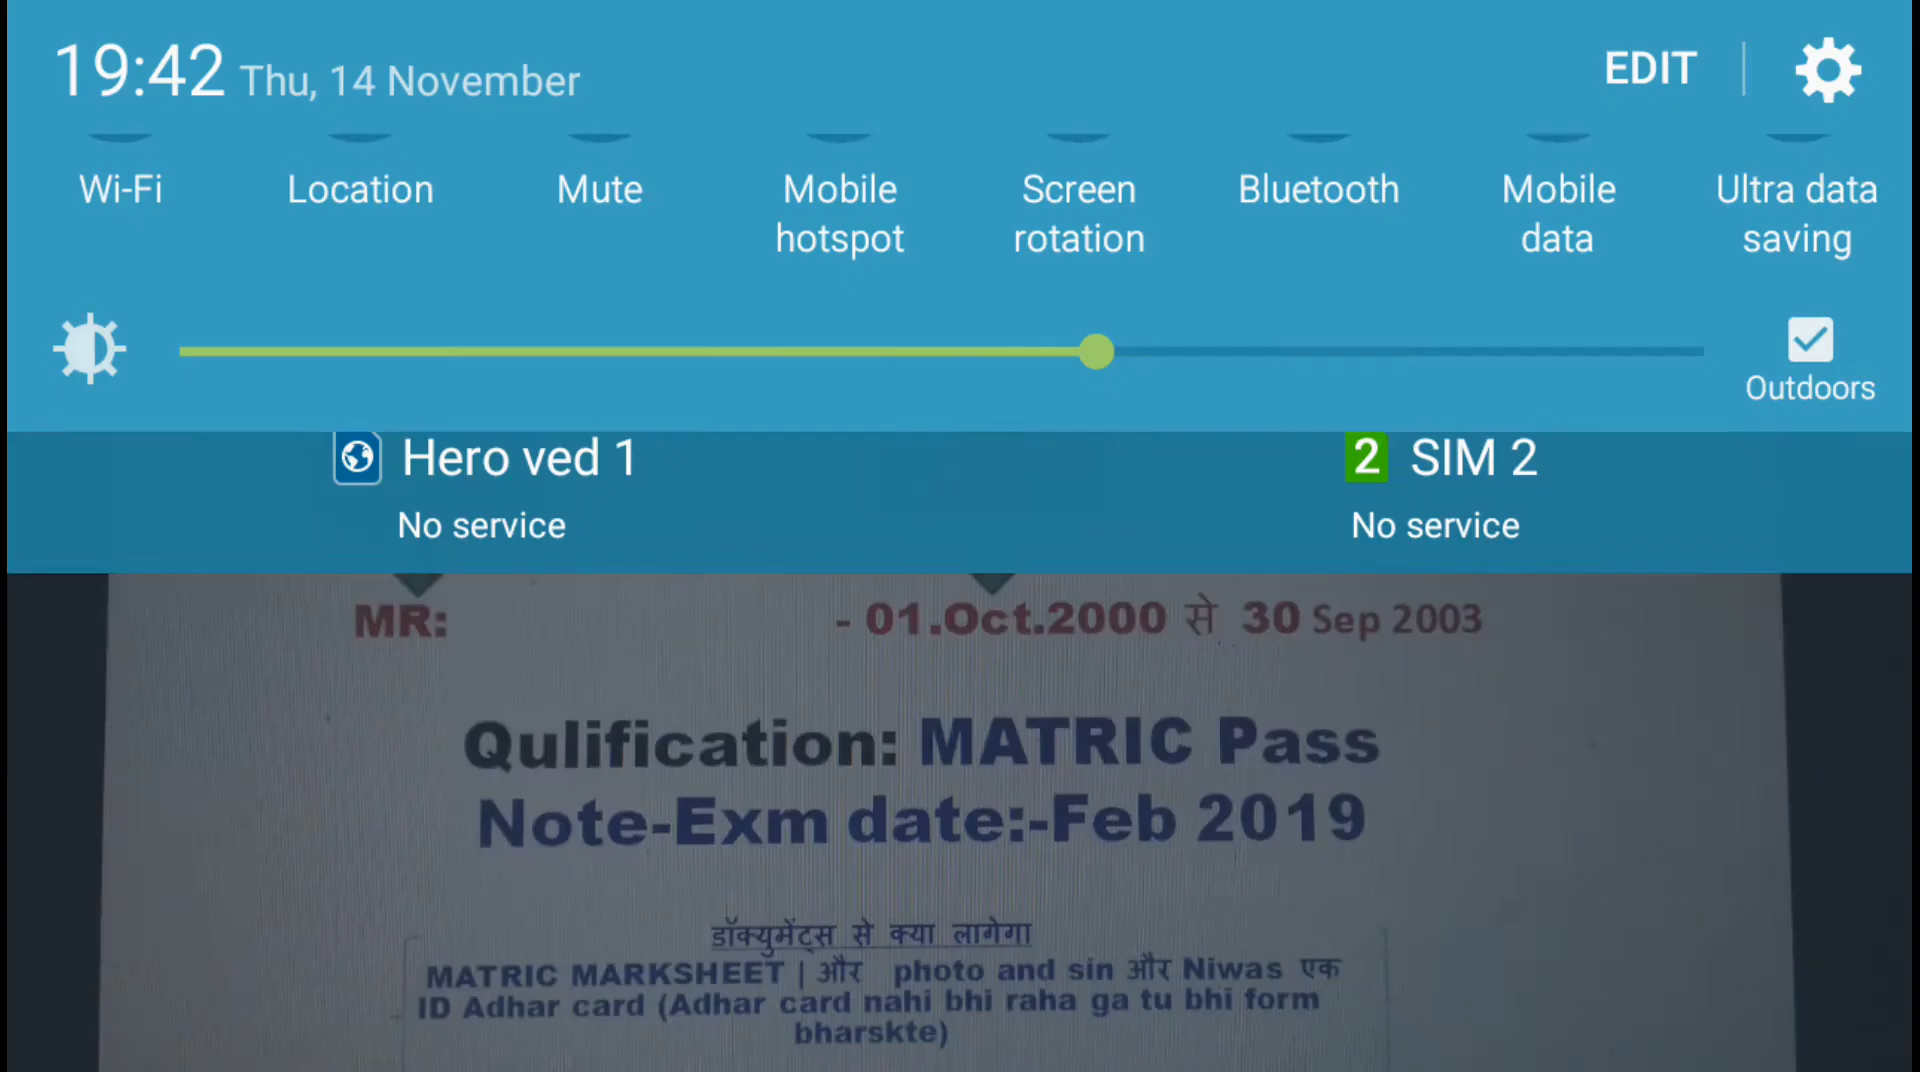 19:42 Thu, 14 November EDIT
Wi-Fi Location Mute Mobile hotspot Screen rotation Bluetooth Mobile data Ultra data saving
Outdoors
Hero ved 1 2 SIM 2
No service No service
MR: - 01.Oct.2000 से 30 Sep 2003
Qulification: MATRIC Pass
Note-Exm date:-Feb 2019
डॉक्युमेंट्स से क्या लागेगा
MATRIC MARKSHEET | और photo and sin और Niwas एक
ID Adhar card (Adhar card nahi bhi raha ga tu bhi form
bharskte)